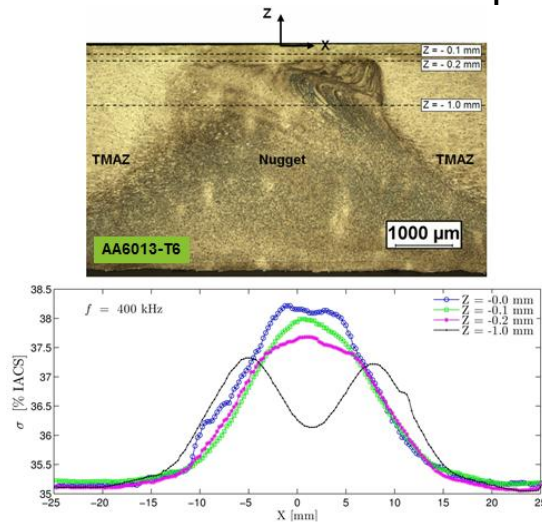 Z
X
Z = - 0.1 mm
Z = - 0.2 mm
Z = - 1.0 mm
TMAZ
Nugget
TMAZ
AA6013-T6
1000 µm
38.5
38
37.5
37
36.5
36
35.5
35
σ [% IACS]
f = 400 kHz
Z = -0.0 mm
Z = -0.1 mm
Z = -0.2 mm
Z = -1.0 mm
-25 -20 -15 -10 -5 0 5 10 15 20 25
X [mm]